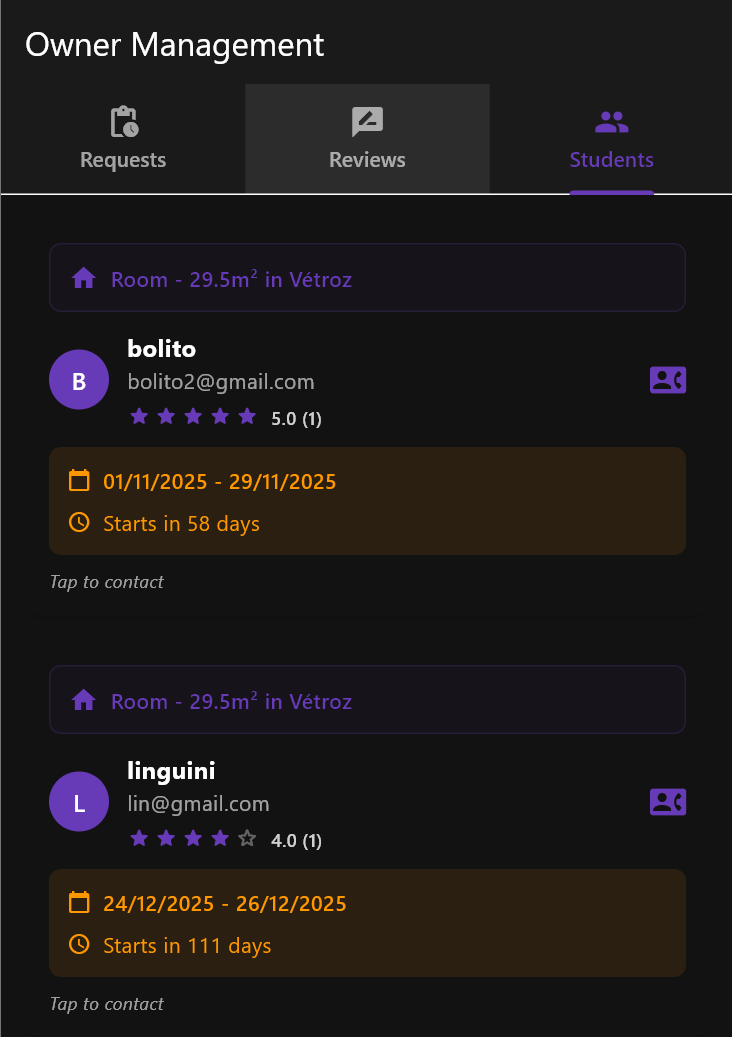 Owner Management
Requests
Reviews
Students
Room - 29.5m² in Vétroz
B
bolito
bolito2@gmail.com
5.0 (1)
01/11/2025 - 29/11/2025
Starts in 58 days
Tap to contact
Room - 29.5m² in Vétroz
L
linguini
lin@gmail.com
4.0 (1)
24/12/2025 - 26/12/2025
Starts in 111 days
Tap to contact